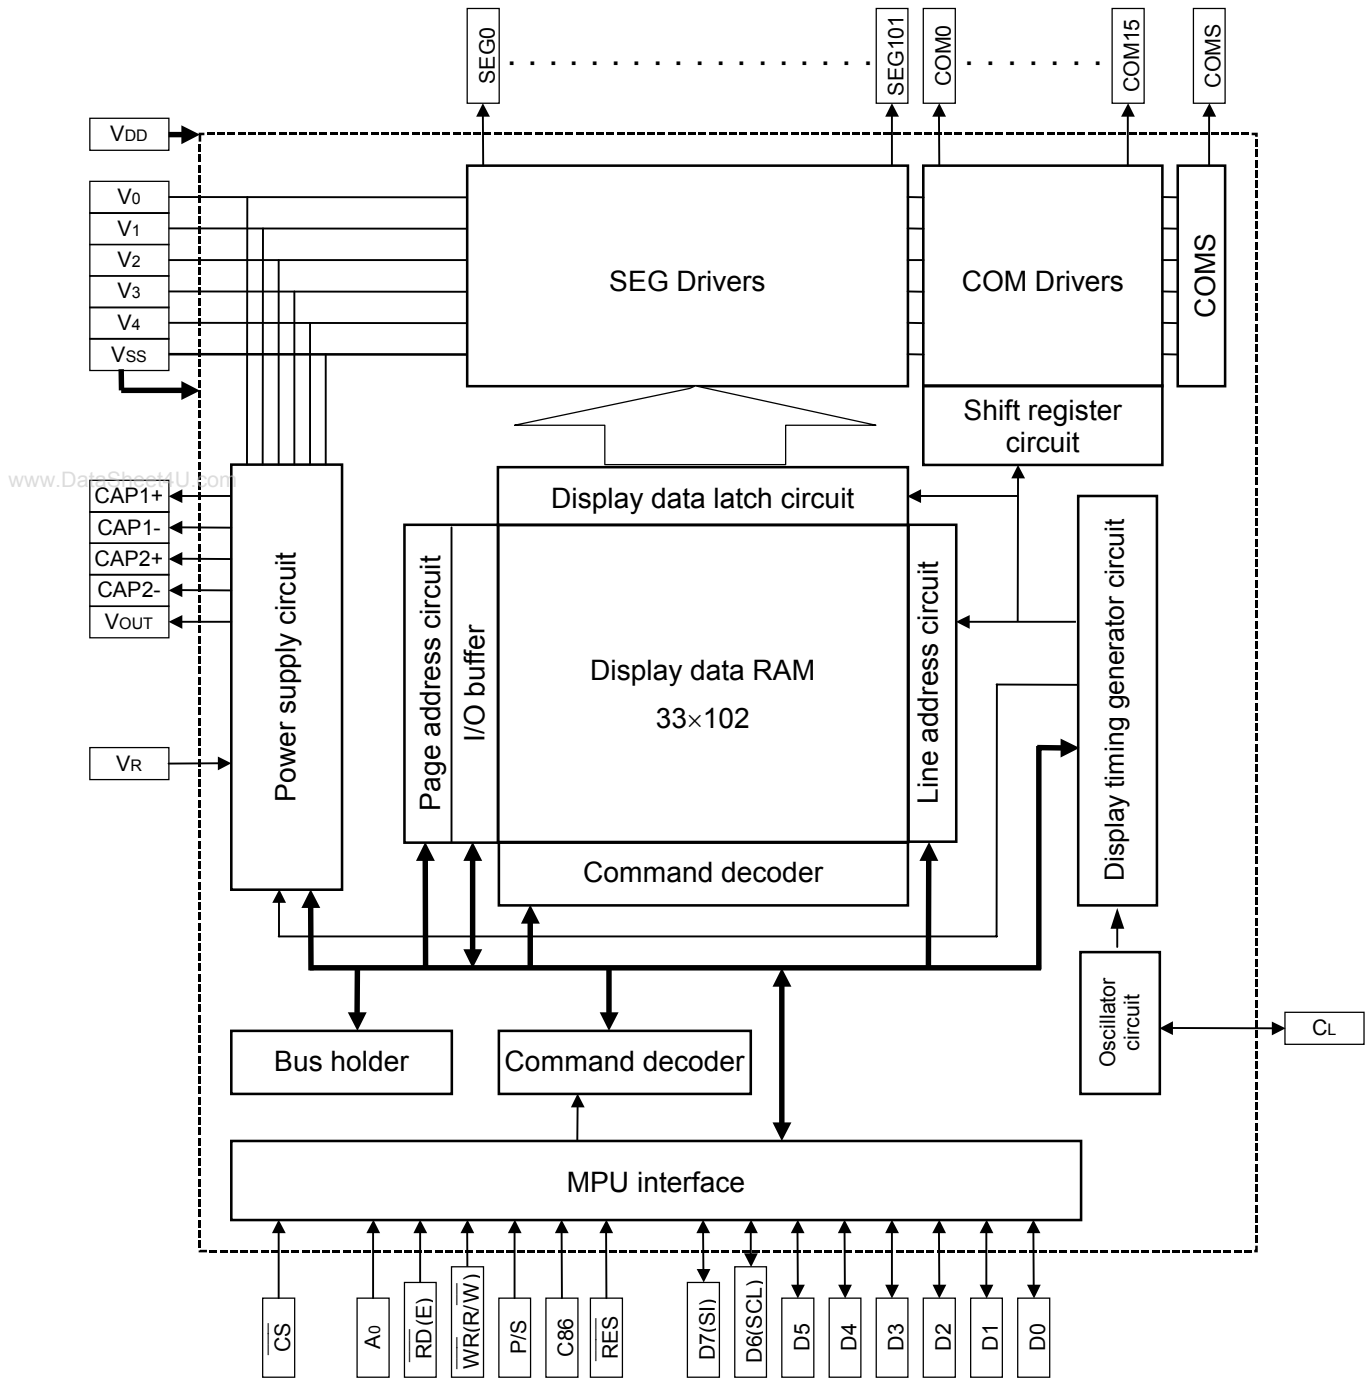 SEG0
SEG101
COM0
COM15
COMS
VDD
V0
V1
V2
V3
V4
VSS
SEG Drivers
COM Drivers
COMS
Shift register
circuit
www.DataSheet4U.com
CAP1+
CAP1-
CAP2+
CAP2-
VOUT
VR
Power supply circuit
Display data latch circuit
Page address circuit
I/O buffer
Display data RAM
33×102
Line address circuit
Display timing generator circuit
Command decoder
Oscillator
circuit
CL
Bus holder
Command decoder
MPU interface
CS
A0
RD(E)
WR(R/W)
P/S
C86
RES
D7(SI)
D6(SCL)
D5
D4
D3
D2
D1
D0